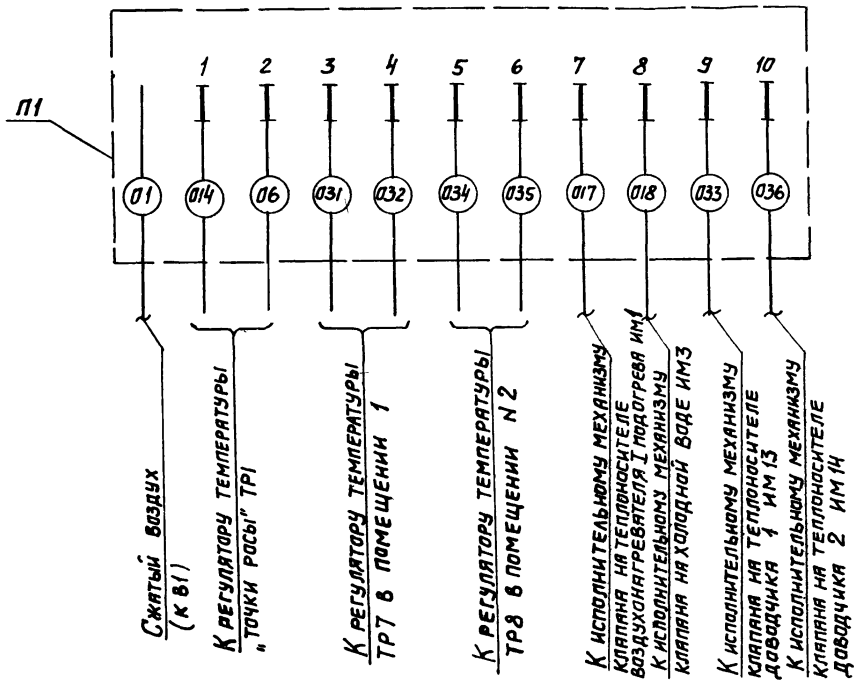 П1
1 2 3 4 5 6 7 8 9 10
01 014 06 031 032 034 035 017 018 033 036
Сжатый воздух
(к В1)
К регулятору температуры
"точки росы" ТР1
К регулятору температуры
ТР7 в помещении 1
К регулятору температуры
ТР8 в помещении N2
К исполнительному механизму
клапана на теплоносителе
воздухонагревателя I подогрева ИМ1
К исполнительному механизму
клапана на холодной воде ИМ3
К исполнительному механизму
клапана на теплоносителе
доводчика 1 ИМ13
К исполнительному механизму
клапана на теплоносителе
доводчика 2 ИМ14